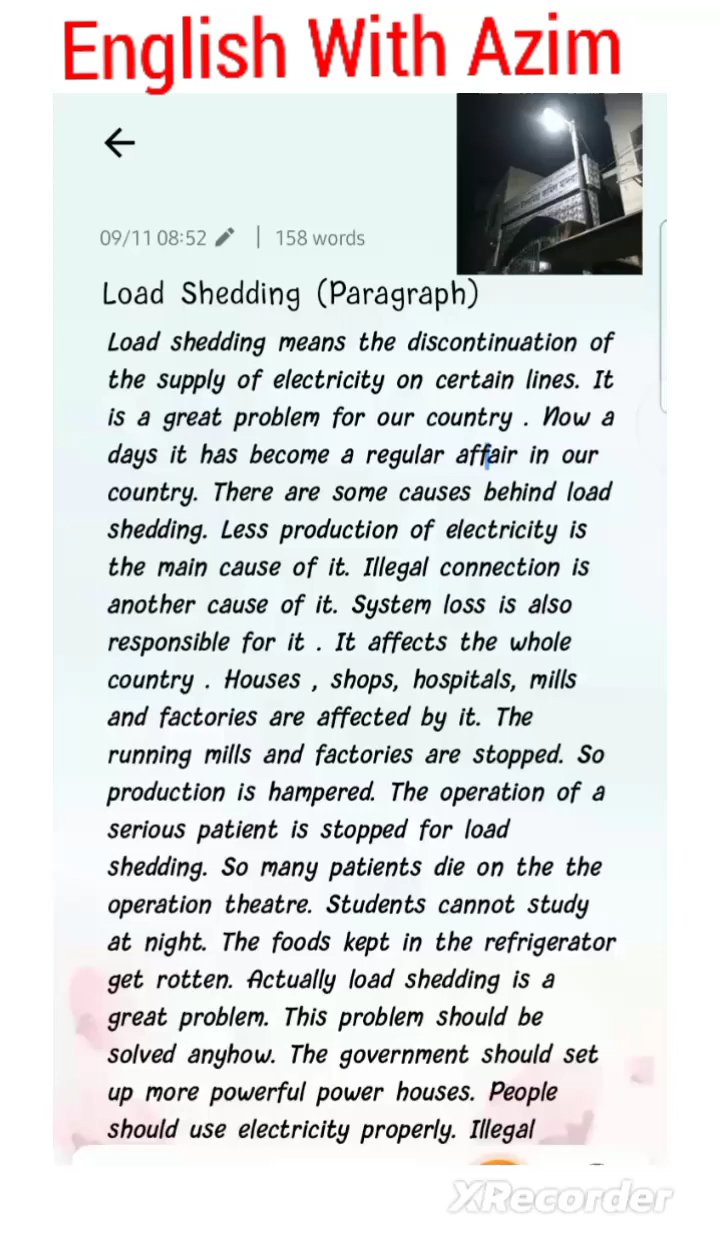 English With Azim
09/11 08:52 | 158 words
Load Shedding (Paragraph)
Load shedding means the discontinuation of
the supply of electricity on certain lines. It
is a great problem for our country . Now a
days it has become a regular affair in our
country. There are some causes behind load
shedding. Less production of electricity is
the main cause of it. Illegal connection is
another cause of it. System loss is also
responsible for it . It affects the whole
country . Houses , shops, hospitals, mills
and factories are affected by it. The
running mills and factories are stopped. So
production is hampered. The operation of a
serious patient is stopped for load
shedding. So many patients die on the the
operation theatre. Students cannot study
at night. The foods kept in the refrigerator
get rotten. Actually load shedding is a
great problem. This problem should be
solved anyhow. The government should set
up more powerful power houses. People
should use electricity properly. Illegal
XRecorder